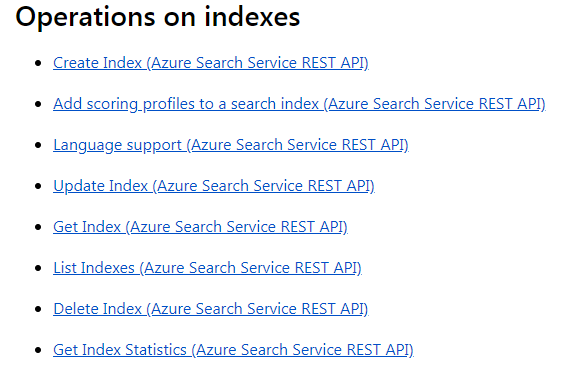 Operations on indexes
Create Index (Azure Search Service REST API)
Add scoring profiles to a search index (Azure Search Service REST API)
Language support (Azure Search Service REST API)
Update Index (Azure Search Service REST API)
Get Index (Azure Search Service REST API)
List Indexes (Azure Search Service REST API)
Delete Index (Azure Search Service REST API)
Get Index Statistics (Azure Search Service REST API)